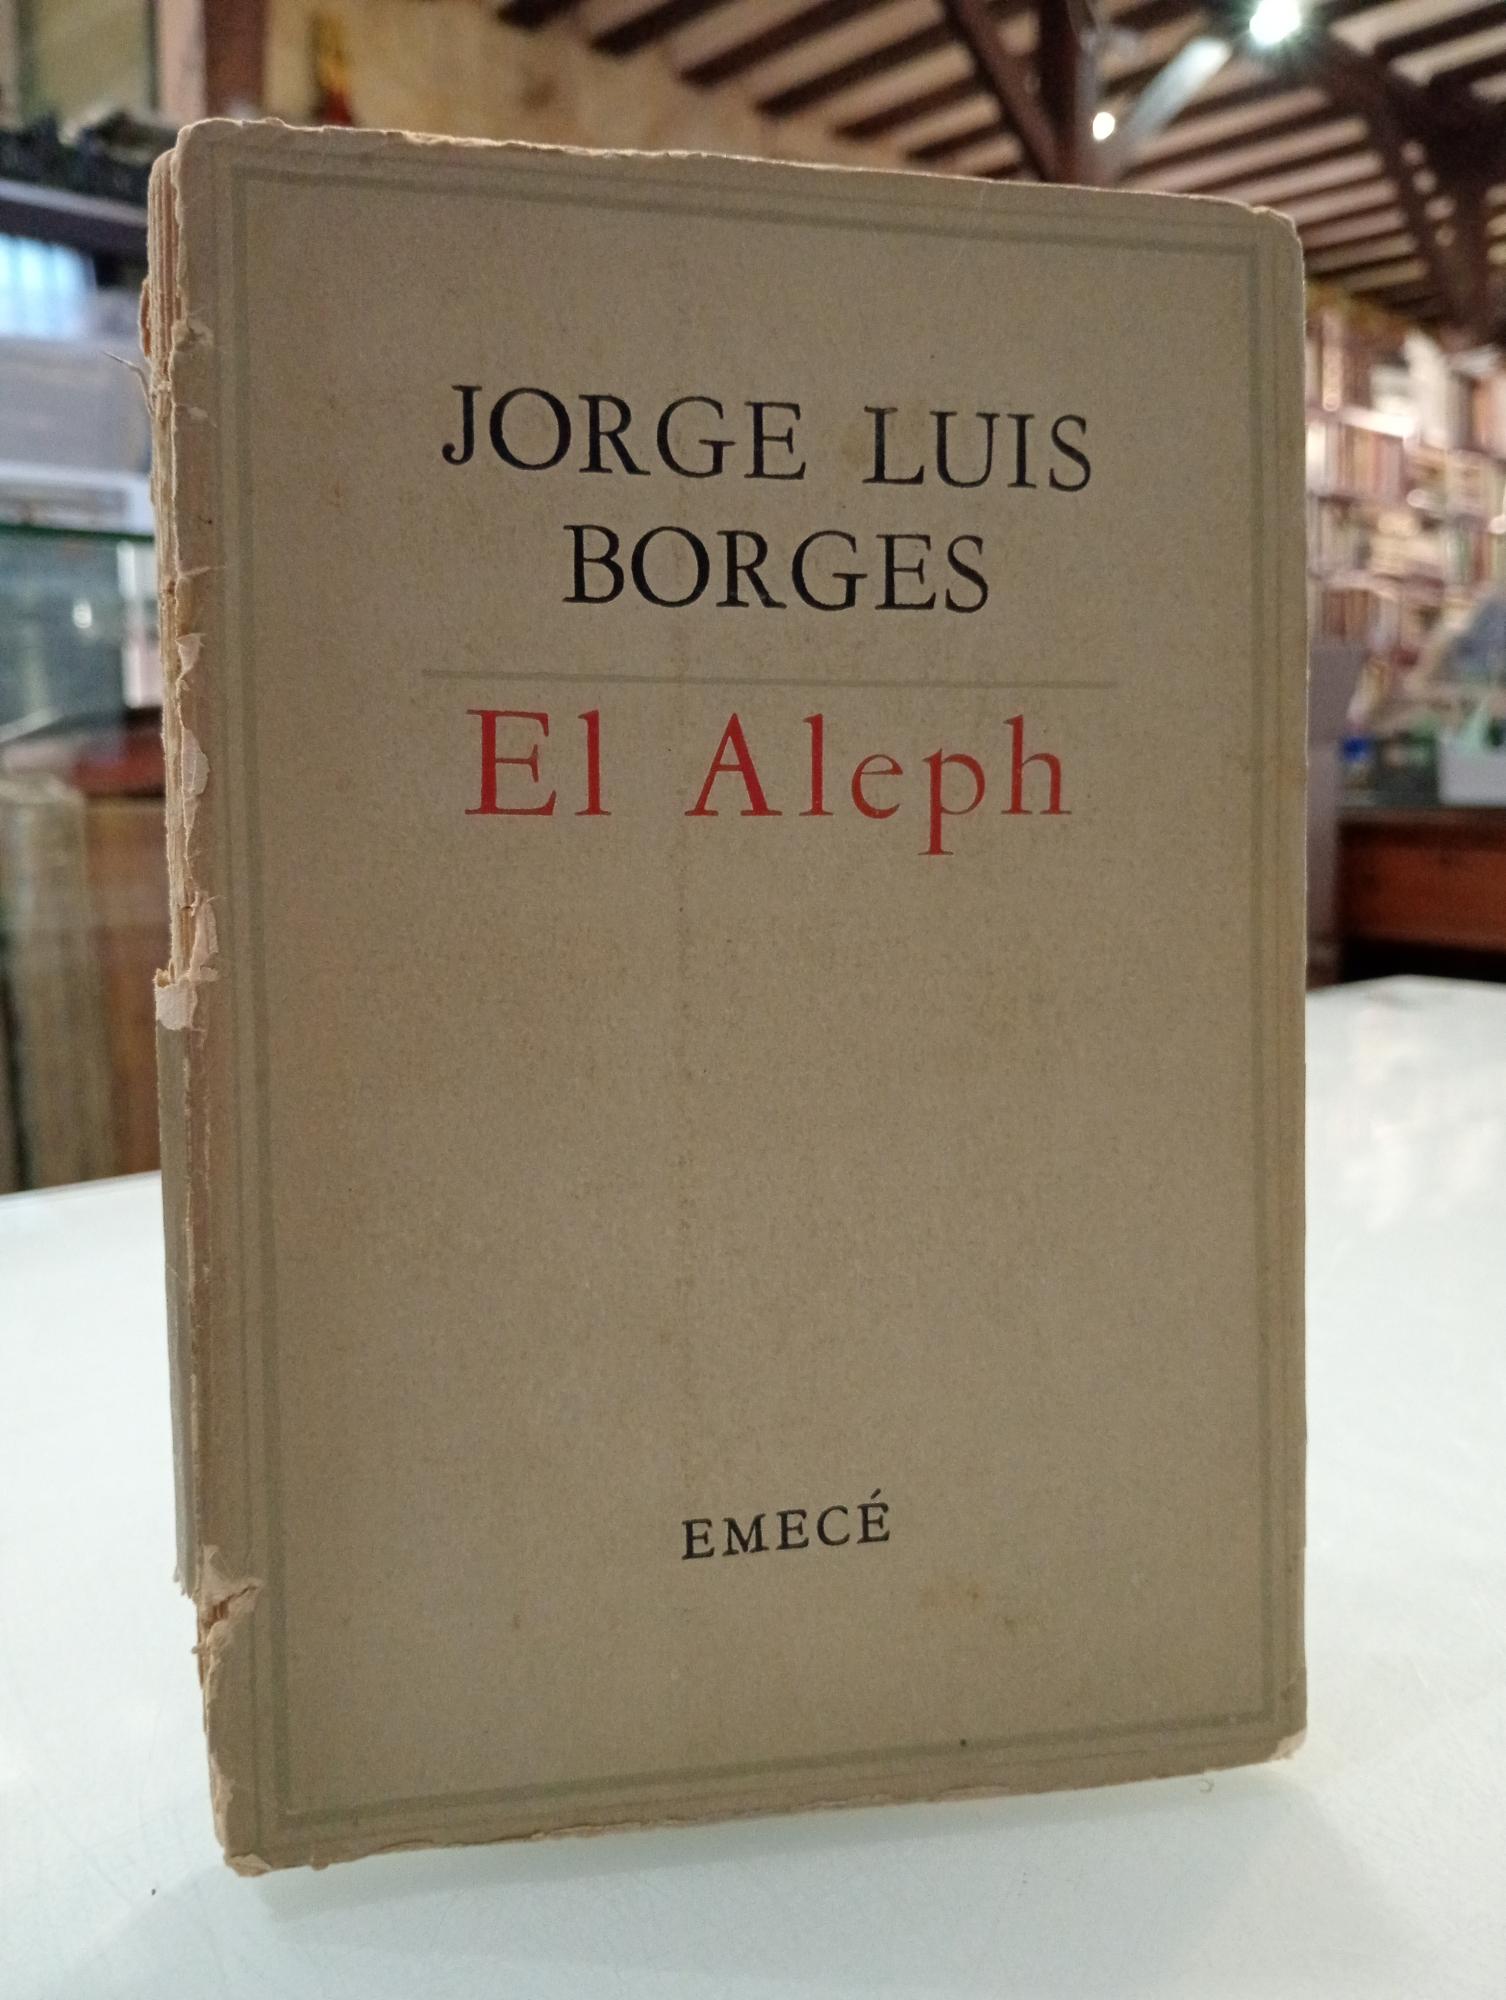 JORGE LUIS
BORGES
El Aleph
EMECÉ